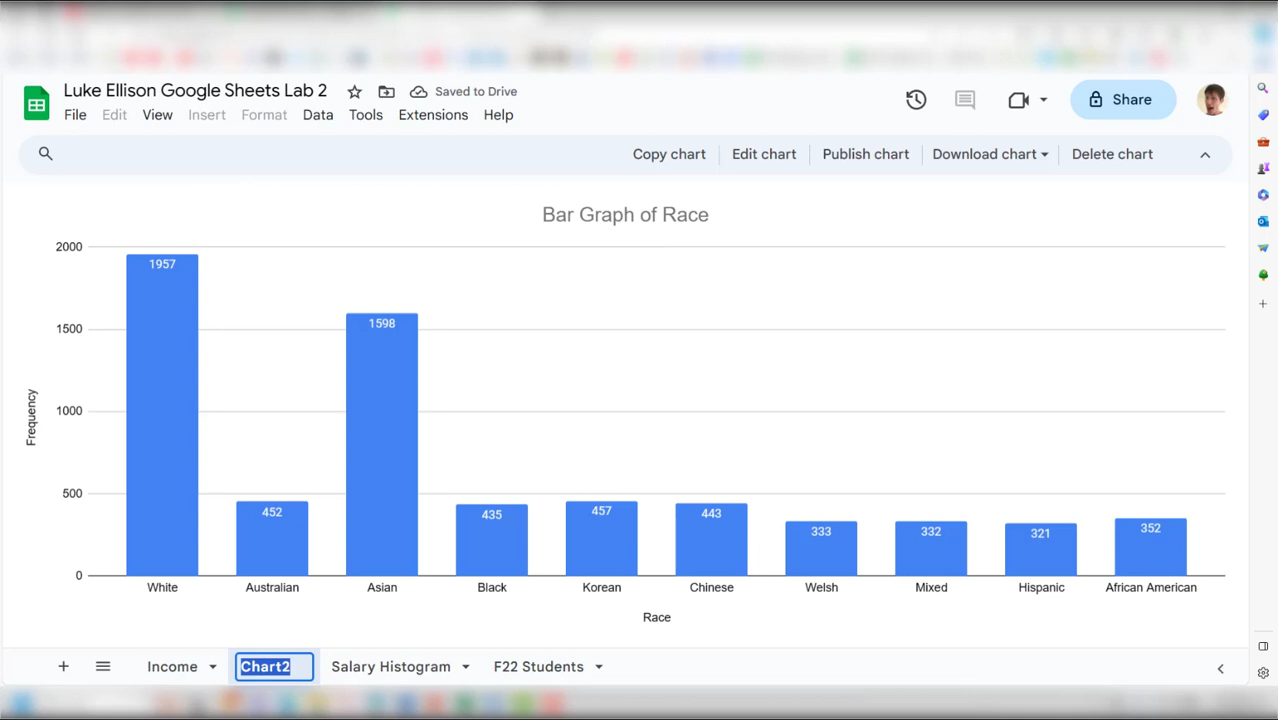 Luke Ellison Google Sheets Lab 2
Saved to Drive
Share
File Edit View Insert Format Data Tools Extensions Help
Copy chart Edit chart Publish chart Download chart Delete chart
Bar Graph of Race
2000
1957
1598
1500
1000
Frequency
500
452 435 457 443 333 332 321 352
0
White Australian Asian Black Korean Chinese Welsh Mixed Hispanic African American
Race
Income Chart2 Salary Histogram F22 Students